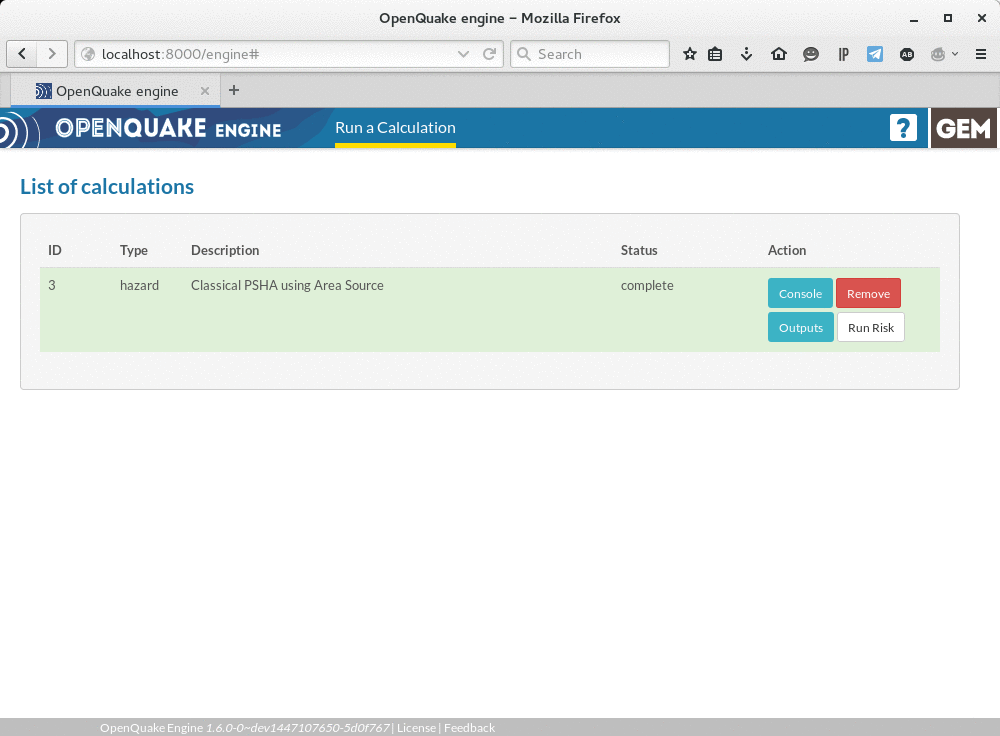 OpenQuake engine – Mozilla Firefox
localhost:8000/engine#
Search
OpenQuake engine
OPENQUAKE ENGINE
Run a Calculation
?
GEM
List of calculations
ID Type Description Status Action
3 hazard Classical PSHA using Area Source complete Console Remove
Outputs Run Risk
OpenQuake Engine 1.6.0-0~dev1447107650-5d0f767 | License | Feedback